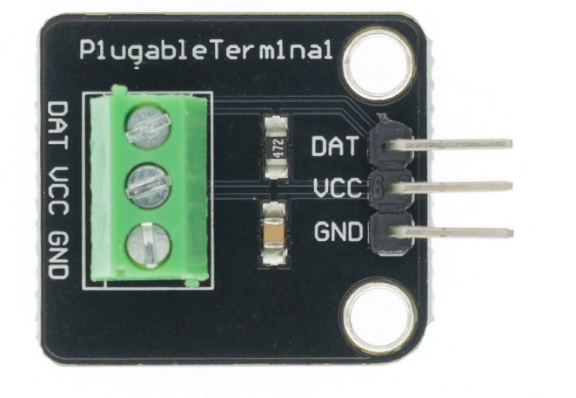 PlugableTerminal
DAT VCC GND
472
DAT
VCC
GND